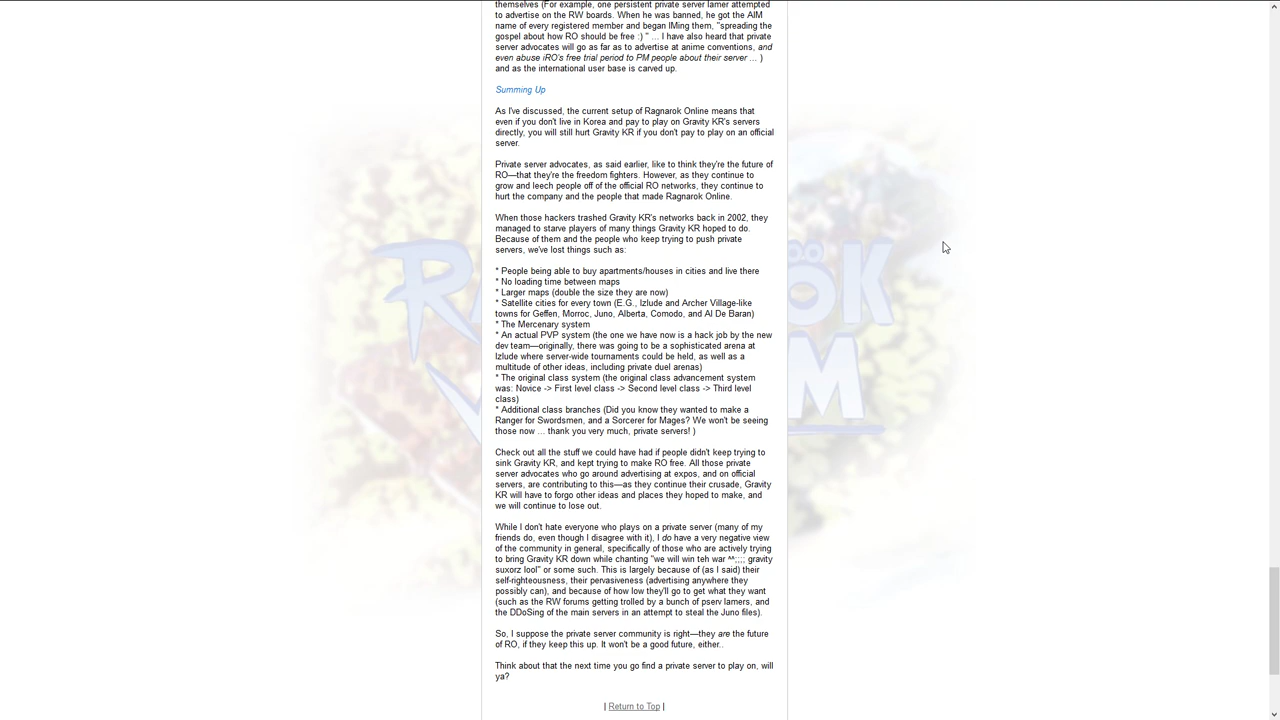 themselves (For example, one persistent private server lamer attempted
to advertise on the RW boards. When he was banned, he got the AIM
name of every registered member and began IMing them, "spreading the
gospel about how RO should be free :) " ... I have also heard that private
server advocates will go as far as to advertise at anime conventions, and
even abuse iRO's free trial period to PM people about their server ... )
and as the international user base is carved up.
Summing Up
As I've discussed, the current setup of Ragnarok Online means that
even if you don't live in Korea and pay to play on Gravity KR's servers
directly, you will still hurt Gravity KR if you don't pay to play on an official
server.
Private server advocates, as said earlier, like to think they're the future of
RO—that they're the freedom fighters. However, as they continue to
grow and leech people off of the official RO networks, they continue to
hurt the company and the people that made Ragnarok Online.
When those hackers trashed Gravity KR's networks back in 2002, they
managed to starve players of many things Gravity KR hoped to do.
Because of them and the people who keep trying to push private
servers, we've lost things such as:
* People being able to buy apartments/houses in cities and live there
* No loading time between maps
* Larger maps (double the size they are now)
* Satellite cities for every town (E.G., Izlude and Archer Village-like
towns for Geffen, Morroc, Juno, Alberta, Comodo, and Al De Baran)
* The Mercenary system
* An actual PVP system (the one we have now is a hack job by the new
dev team—originally, there was going to be a sophisticated arena at
Izlude where server-wide tournaments could be held, as well as a
multitude of other ideas, including private duel arenas)
* The original class system (the original class advancement system
was: Novice -> First level class -> Second level class -> Third level
class)
* Additional class branches (Did you know they wanted to make a
Ranger for Swordsmen, and a Sorcerer for Mages? We won't be seeing
those now ... thank you very much, private servers! )
Check out all the stuff we could have had if people didn't keep trying to
sink Gravity KR, and kept trying to make RO free. All those private
server advocates who go around advertising at expos, and on official
servers, are contributing to this—as they continue their crusade, Gravity
KR will have to forgo other ideas and places they hoped to make, and
we will continue to lose out.
While I don't hate everyone who plays on a private server (many of my
friends do, even though I disagree with it), I do have a very negative view
of the community in general, specifically of those who are actively trying
to bring Gravity KR down while chanting "we will win teh war ^^;;;; gravity
suxorz lool" or some such. This is largely because of (as I said) their
self-righteousness, their pervasiveness (advertising anywhere they
possibly can), and because of how low they'll go to get what they want
(such as the RW forums getting trolled by a bunch of pserv lamers, and
the DDoSing of the main servers in an attempt to steal the Juno files).
So, I suppose the private server community is right—they are the future
of RO, if they keep this up. It won't be a good future, either..
Think about that the next time you go find a private server to play on, will
ya?
| Return to Top |